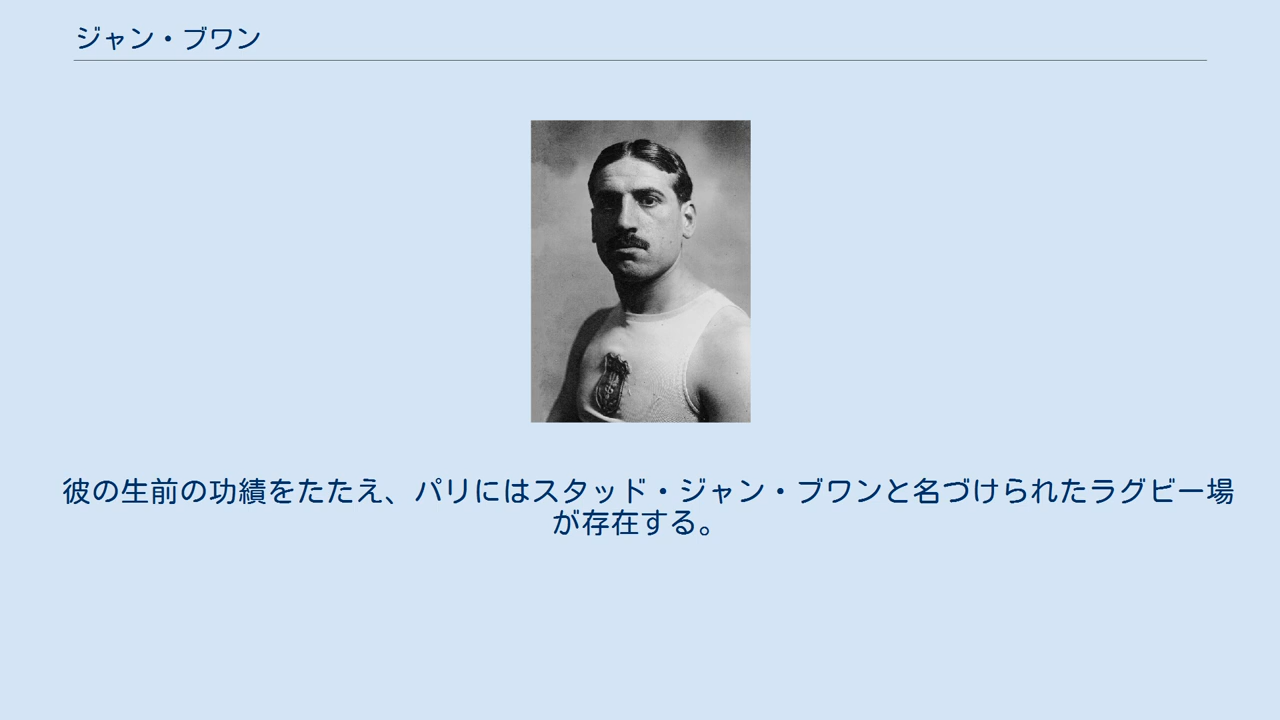 ジャン・ブワン
彼の生前の功績をたたえ、パリにはスタッド・ジャン・ブワンと名づけられたラグビー場
が存在する。